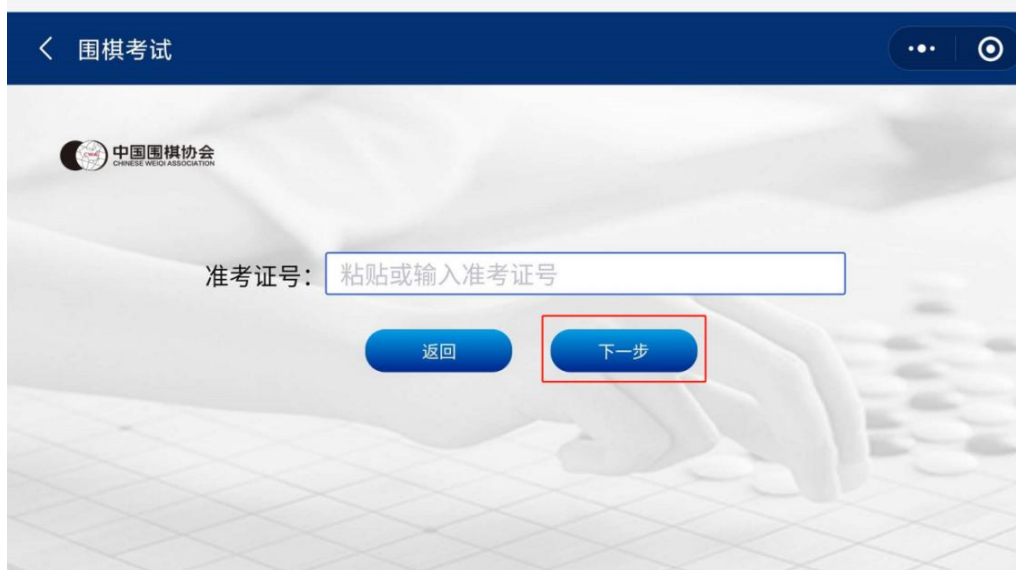 围棋考试
中国围棋协会
CHINESE WEIQI ASSOCIATION
准考证号：
粘贴或输入准考证号
返回
下一步